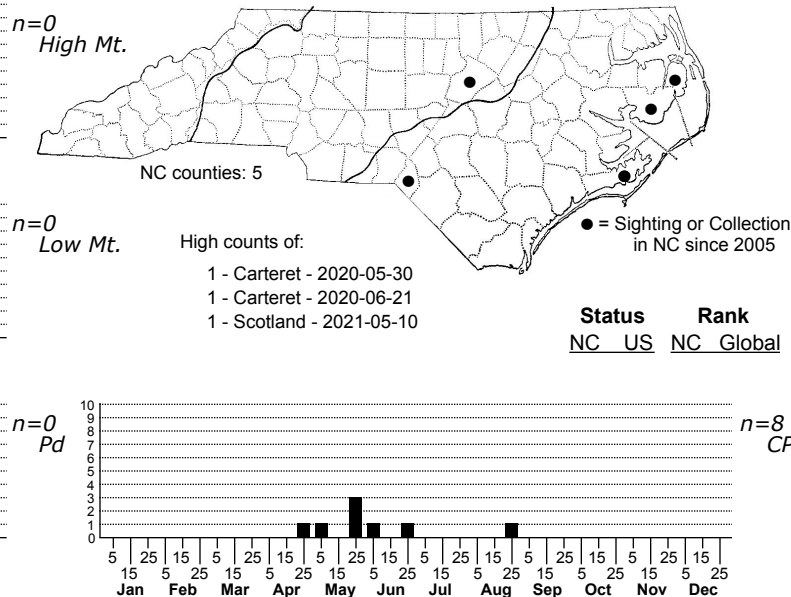 n=0
High Mt.
NC counties: 5
n=0
Low Mt.
High counts of:
1 - Carteret - 2020-05-30
1 - Carteret - 2020-06-21
1 - Scotland - 2021-05-10
● = Sighting or Collection
in NC since 2005
Status Rank
NC US NC Global
n=0
Pd
10
9
8
7
6
5
4
3
2
1
0
n=8
CP
5 25 15 5 25 15 5 25 15 5 25 15 5 25 15 5 25 15
15 5 25 15 5 25 15 5 25 15 5 25 15 5 25 15 5 25
Jan Feb Mar Apr May Jun Jul Aug Sep Oct Nov Dec